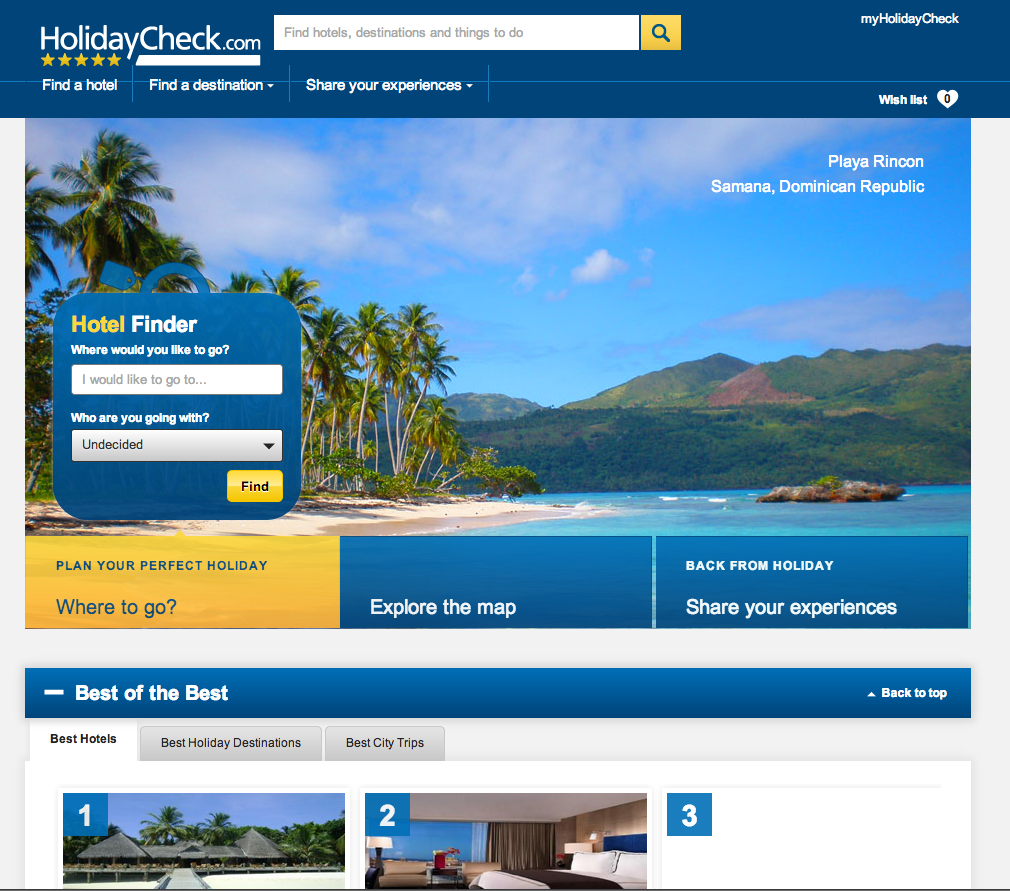 HolidayCheck.com
Find hotels, destinations and things to do
myHolidayCheck
Find a hotel
Find a destination
Share your experiences
Wish list 0
Playa Rincon
Samana, Dominican Republic
Hotel Finder
Where would you like to go?
I would like to go to...
Who are you going with?
Undecided
Find
PLAN YOUR PERFECT HOLIDAY
Where to go?
Explore the map
BACK FROM HOLIDAY
Share your experiences
Best of the Best
Back to top
Best Hotels
Best Holiday Destinations
Best City Trips
1
2
3